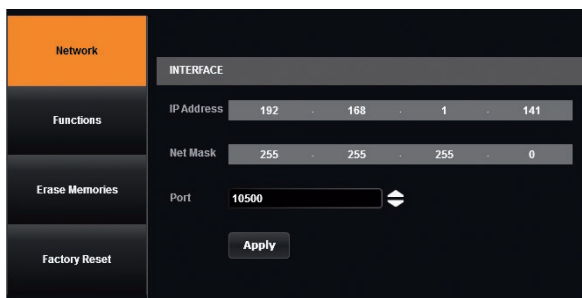 Network
INTERFACE
IP Address 192 . 168 . 1 . 141
Functions
Net Mask 255 . 255 . 255 . 0
Erase Memories
Port 10500
Apply
Factory Reset